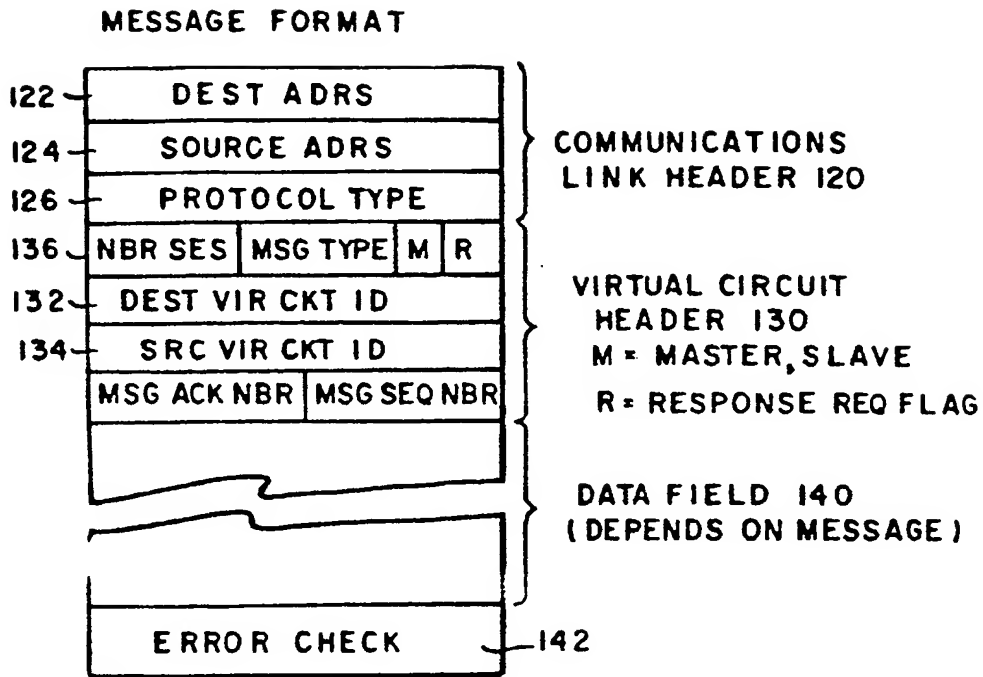 MESSAGE FORMAT
122
DEST ADRS
124
SOURCE ADRS
126
PROTOCOL TYPE
COMMUNICATIONS
LINK HEADER 120
136
NBR SES
MSG TYPE
M
R
132
DEST VIR CKT ID
134
SRC VIR CKT ID
MSG ACK NBR
MSG SEQ NBR
VIRTUAL CIRCUIT
HEADER 130
M = MASTER, SLAVE
R = RESPONSE REQ FLAG
DATA FIELD 140
(DEPENDS ON MESSAGE)
ERROR CHECK
142